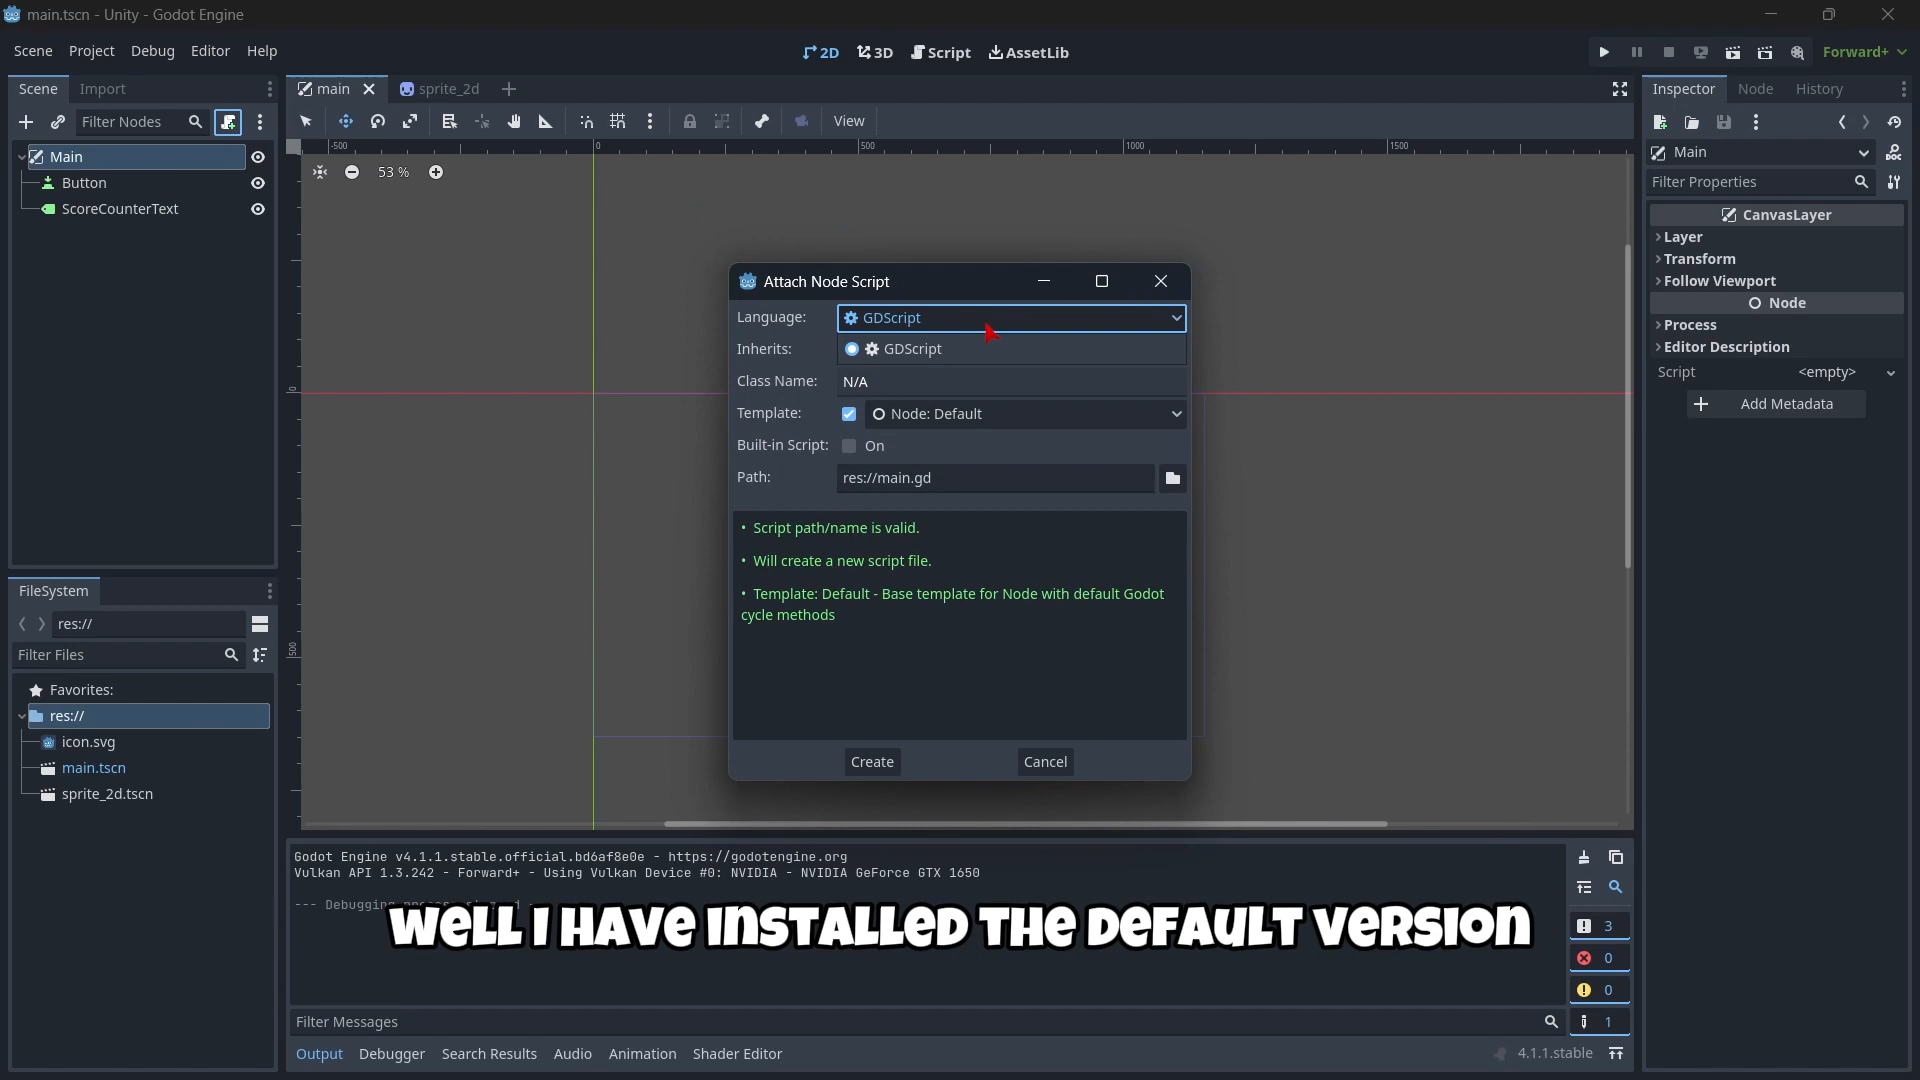 main.tscn - Unity - Godot Engine
Scene Project Debug Editor Help
2D 3D Script AssetLib
Forward+
Scene Import
main sprite_2d
Inspector Node History
Filter Nodes
View
Main
Button
ScoreCounterText
-500 0 500 1000 1500
53 %
0
500
Main
Filter Properties
CanvasLayer
Layer
Transform
Follow Viewport
Node
Process
Editor Description
Script <empty>
Add Metadata
Attach Node Script
Language: GDScript
Inherits: GDScript
Class Name: N/A
Template: Node: Default
Built-in Script: On
Path: res://main.gd
• Script path/name is valid.
• Will create a new script file.
• Template: Default - Base template for Node with default Godot
cycle methods
Create Cancel
FileSystem
res://
Filter Files
Favorites:
res://
icon.svg
main.tscn
sprite_2d.tscn
Godot Engine v4.1.1.stable.official.bd6af8e0e - https://godotengine.org
Vulkan API 1.3.242 - Forward+ - Using Vulkan Device #0: NVIDIA - NVIDIA GeForce GTX 1650
--- Debugging
WELL I HAVE INSTALLED THE DEFAULT VERSION
3
0
0
1
Filter Messages
Output Debugger Search Results Audio Animation Shader Editor
4.1.1.stable